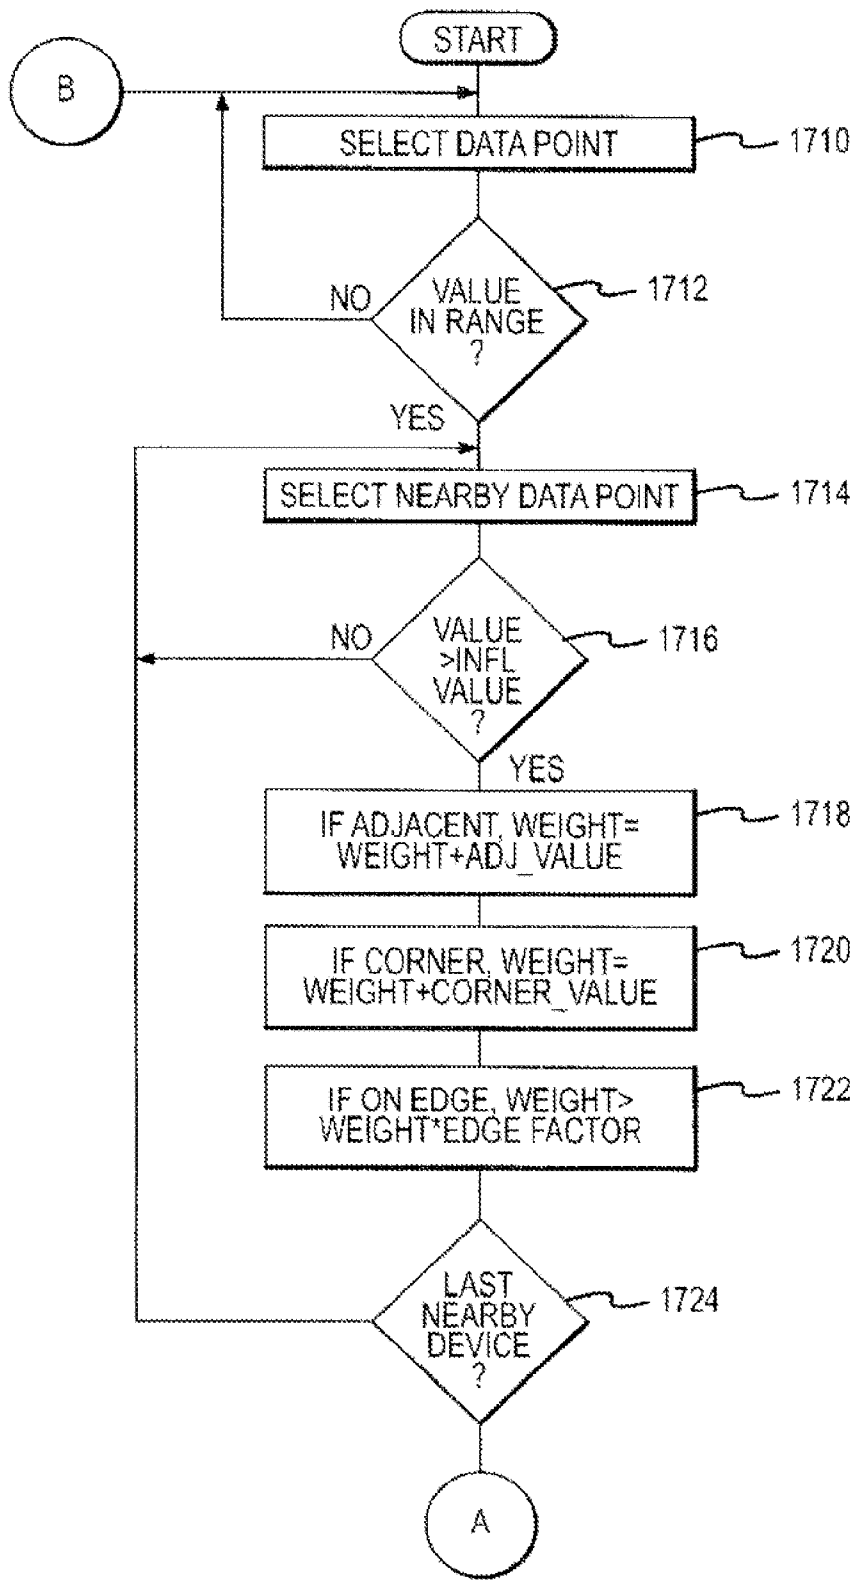 START
B
SELECT DATA POINT
1710
VALUE
IN RANGE
?
1712
NO
YES
SELECT NEARBY DATA POINT
1714
VALUE
>INFL
VALUE
?
1716
NO
YES
IF ADJACENT, WEIGHT=
WEIGHT+ADJ_VALUE
1718
IF CORNER, WEIGHT=
WEIGHT+CORNER_VALUE
1720
IF ON EDGE, WEIGHT>
WEIGHT*EDGE FACTOR
1722
LAST
NEARBY
DEVICE
?
1724
A